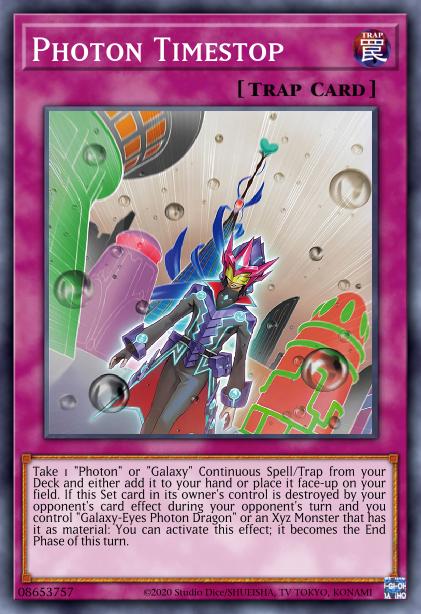 PHOTON TIMESTOP
TRAP
罠
[TRAP CARD]
Take 1 "Photon" or "Galaxy" Continuous Spell/Trap from your
Deck and either add it to your hand or place it face-up on your
field. If this Set card in its owner's control is destroyed by your
opponent's card effect during your opponent's turn and you
control "Galaxy-Eyes Photon Dragon" or an Xyz Monster that has
it as material: You can activate this effect; it becomes the End
Phase of this turn.
08653757
©2020 Studio Dice/SHUEISHA, TV TOKYO, KONAMI